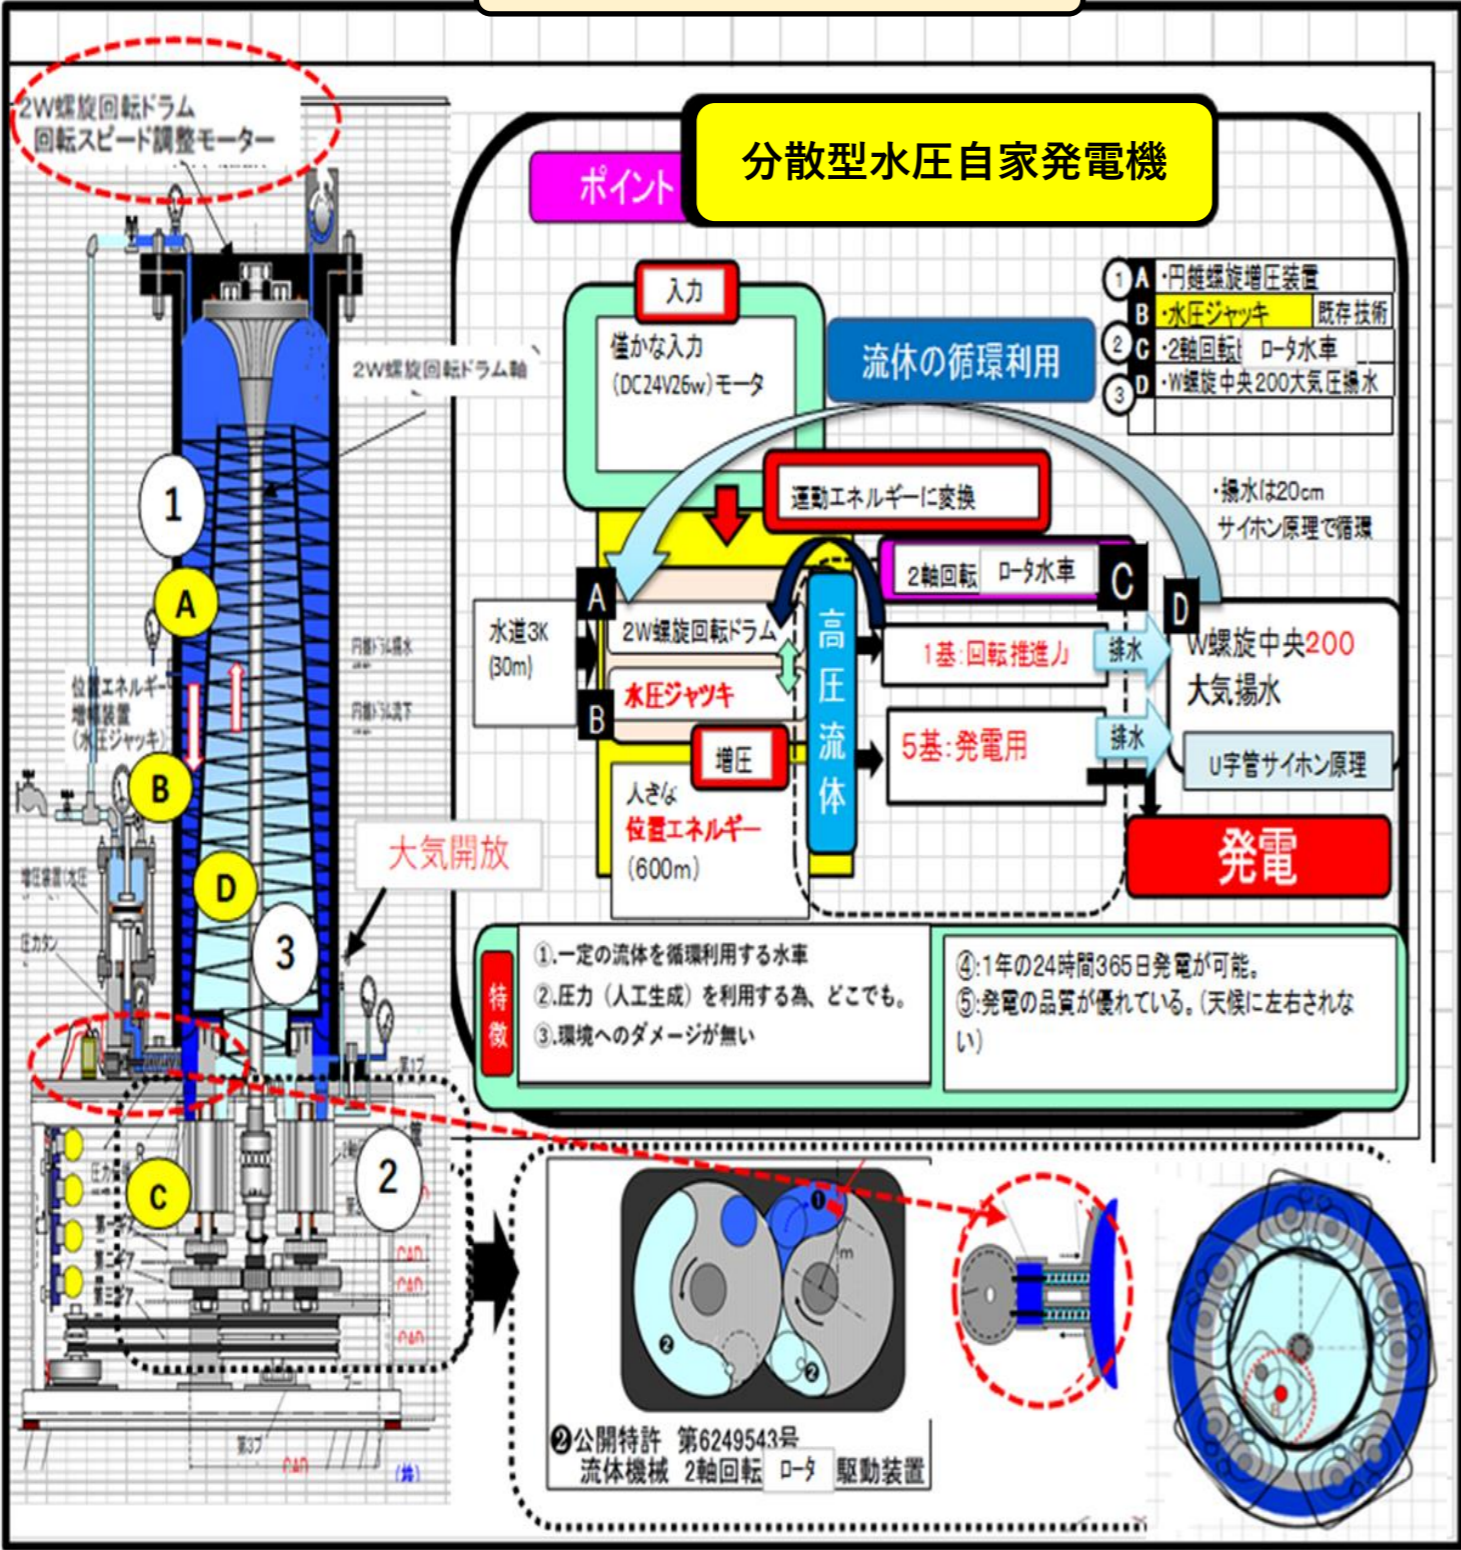 2W螺旋回転ドラム
回転スピード調整モーター
分散型水圧自家発電機
ポイント
入力
僅かな入力
(DC24V26w)モータ
流休の循環利用
1 A ・円錐螺旋増圧装置
B ・水圧ジャッキ 既存技術
2 C ・2軸回転 ロータ水車
3 D ・W螺旋中央200大気圧揚水
2W螺旋回転ドラム軸
運動エネルギーに変換
・揚水は20cm
サイホン原理で循環
2軸回転 ロータ水車
C
A
D
水道3K
(30m)
2W螺旋回転ドラム
水圧ジャツキ
B
高圧流体
1基:回転推進力
排水
W螺旋中央200
大気揚水
5基:発電用
排水
U字管サイホン原理
増圧
人きな
位置エネルギー
(600m)
発電
1
A
位置エネルギー
増幅装置
(水圧ジャッキ)
B
D
大気開放
3
圧力タン
特徴
①.一定の流体を循環利用する水車
②.圧力（人工生成）を利用する為、どこでも。
③.環境へのダメージが無い
④:1年の24時間365日発電が可能。
⑤:発電の品質が優れている。(天候に左右されな
い)
C
2
CAD
CAD
CAD
CAD
❶
m
❷
❷
❷公開特許 第6249543号
流体機械 2軸回転 ロータ 駆動装置